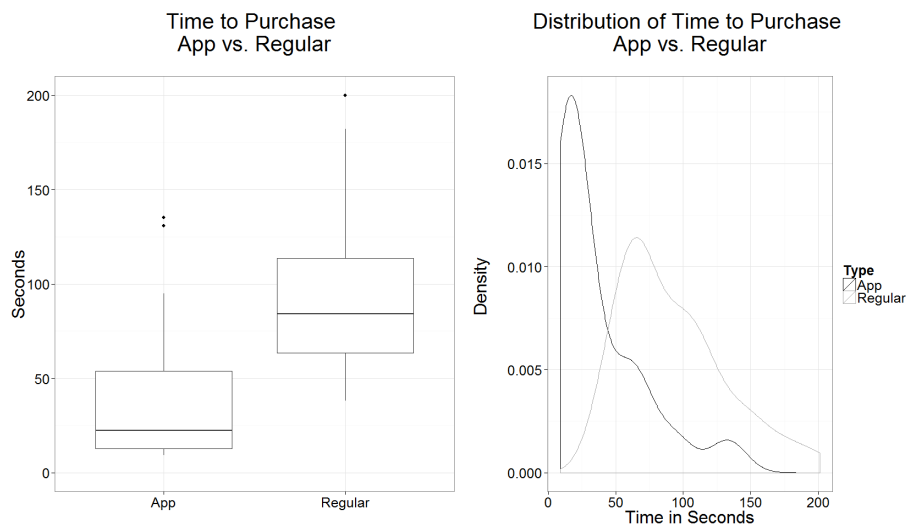 Time to Purchase
App vs. Regular
Seconds
200
150
100
50
0
App Regular
Distribution of Time to Purchase
App vs. Regular
Density
0.015
0.010
0.005
0.000
0 50 100 150 200
Time in Seconds
Type
App
Regular